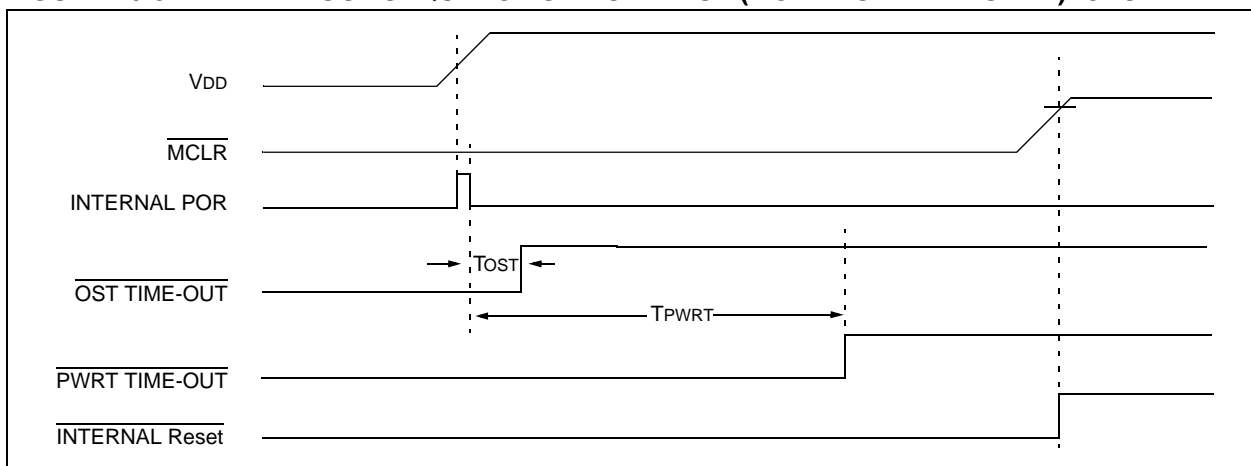 VDD
MCLR
INTERNAL POR
TOST
OST TIME-OUT
TPWRT
PWRT TIME-OUT
INTERNAL Reset